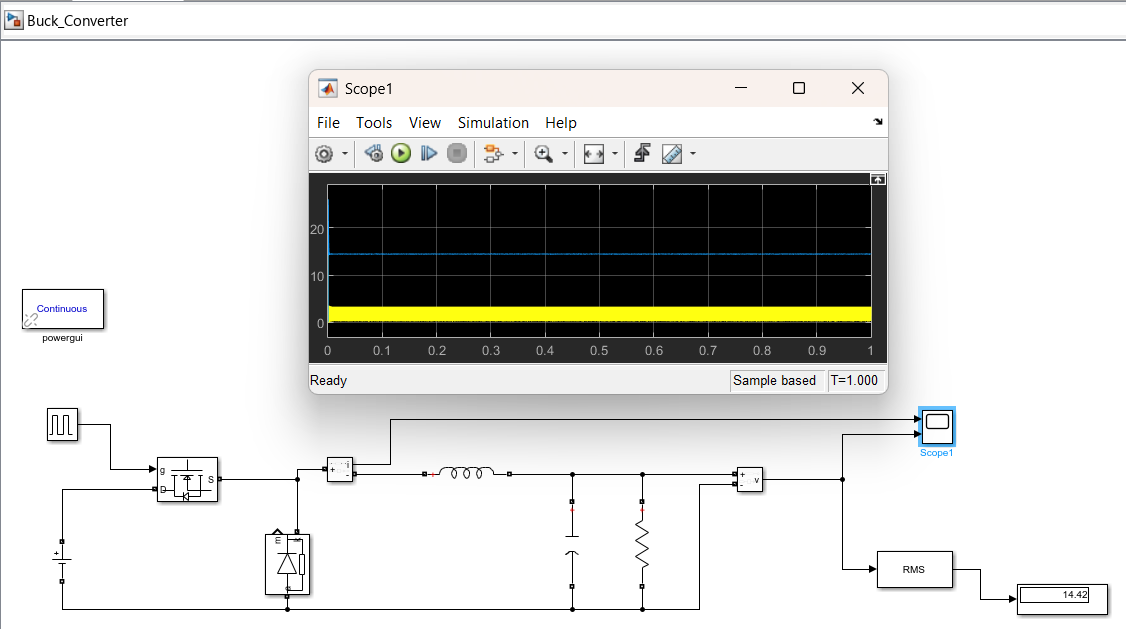 Buck_Converter
Scope1
File Tools View Simulation Help
20
10
0
0 0.1 0.2 0.3 0.4 0.5 0.6 0.7 0.8 0.9 1
Ready Sample based T=1.000
Continuous
powergui
g
D
S
+
i
-
+
-
v
Scope1
+
m
RMS
14.42